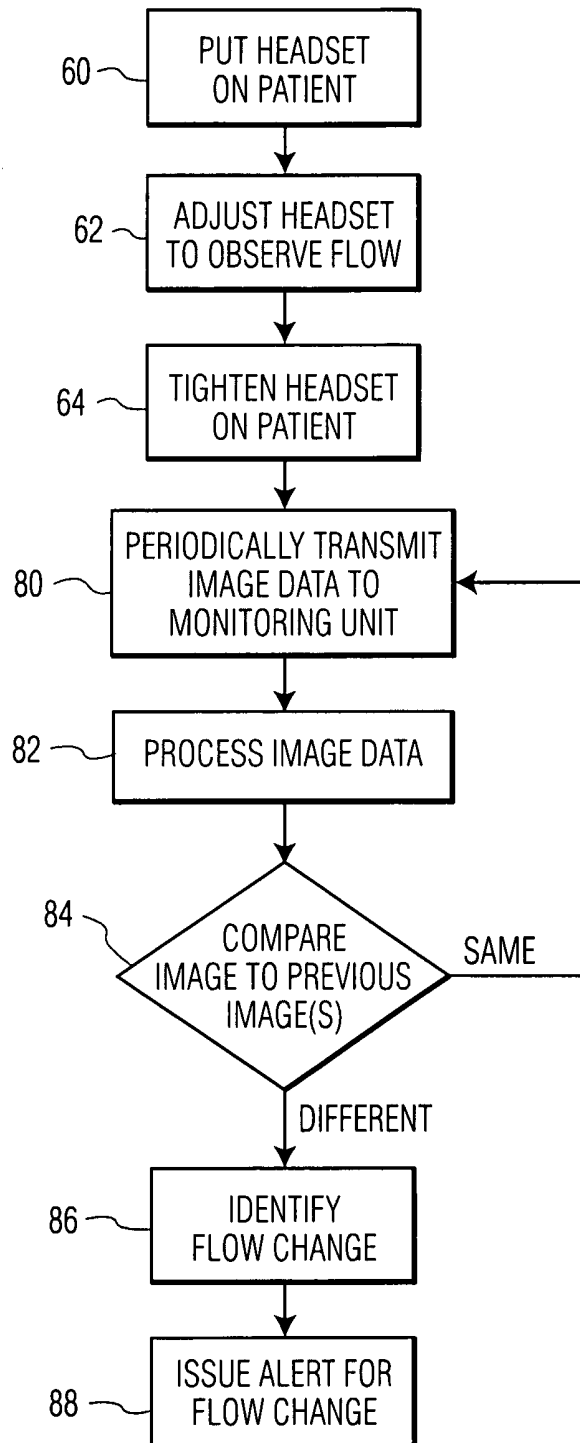 60
PUT HEADSET
ON PATIENT
62
ADJUST HEADSET
TO OBSERVE FLOW
64
TIGHTEN HEADSET
ON PATIENT
80
PERIODICALLY TRANSMIT
IMAGE DATA TO
MONITORING UNIT
82
PROCESS IMAGE DATA
84
COMPARE
IMAGE TO PREVIOUS
IMAGE(S)
SAME
DIFFERENT
86
IDENTIFY
FLOW CHANGE
88
ISSUE ALERT FOR
FLOW CHANGE